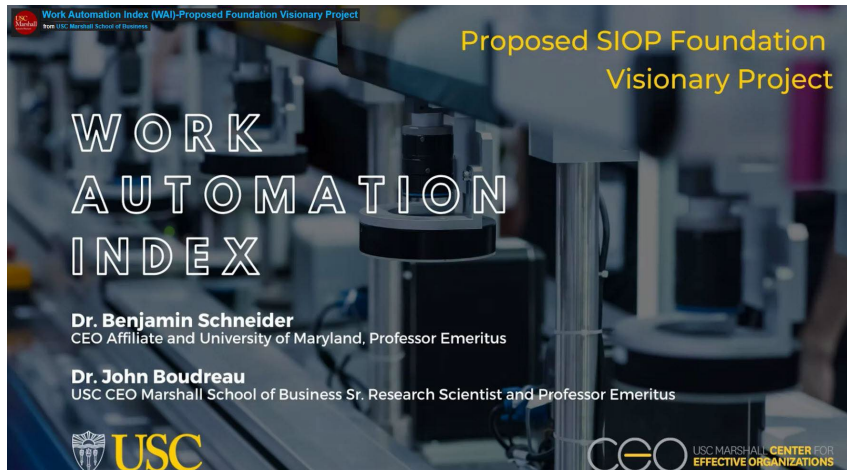 Work Automation Index (WAI)-Proposed Foundation Visionary Project
from USC Marshall School of Business
USC
Marshall
Proposed SIOP Foundation
Visionary Project
WORK
AUTOMATION
INDEX
Dr. Benjamin Schneider
CEO Affiliate and University of Maryland, Professor Emeritus
Dr. John Boudreau
USC CEO Marshall School of Business Sr. Research Scientist and Professor Emeritus
USC
CEO
USC MARSHALL CENTER FOR
EFFECTIVE ORGANIZATIONS